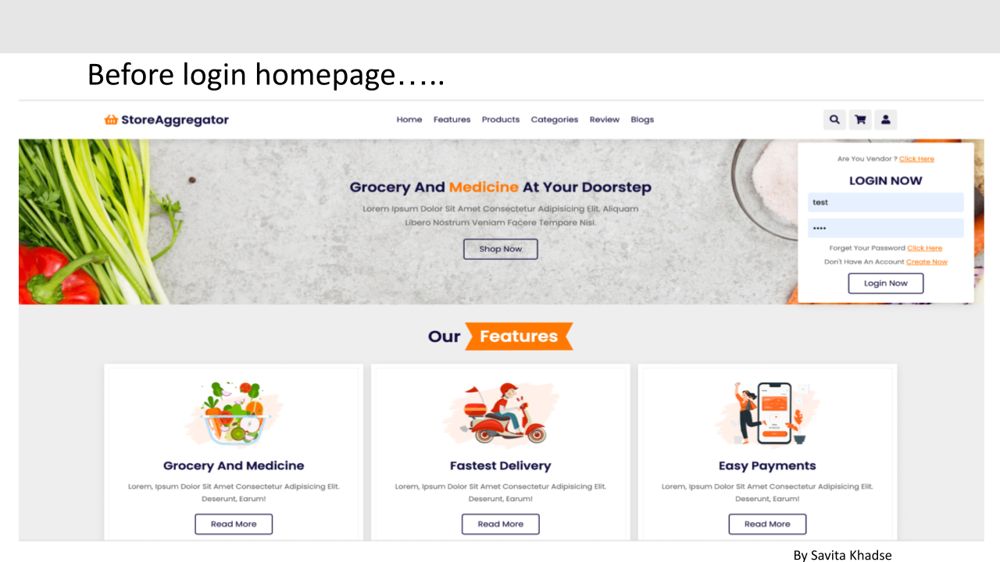 Before login homepage…..
StoreAggregator
Home Features Products Categories Review Blogs
Are You Vendor ? Click Here
LOGIN NOW
test
••••
Forget Your Password Click Here
Don't Have An Account Create Now
Login Now
Grocery And Medicine At Your Doorstep
Lorem Ipsum Dolor Sit Amet Consectetur Adipisicing Elit. Aliquam
Libero Nostrum Veniam Facere Tempore Nisi.
Shop Now
Our Features
Grocery And Medicine
Lorem, Ipsum Dolor Sit Amet Consectetur Adipisicing Elit.
Deserunt, Earum!
Read More
Fastest Delivery
Lorem, Ipsum Dolor Sit Amet Consectetur Adipisicing Elit.
Deserunt, Earum!
Read More
Easy Payments
Lorem, Ipsum Dolor Sit Amet Consectetur Adipisicing Elit.
Deserunt, Earum!
Read More
By Savita Khadse